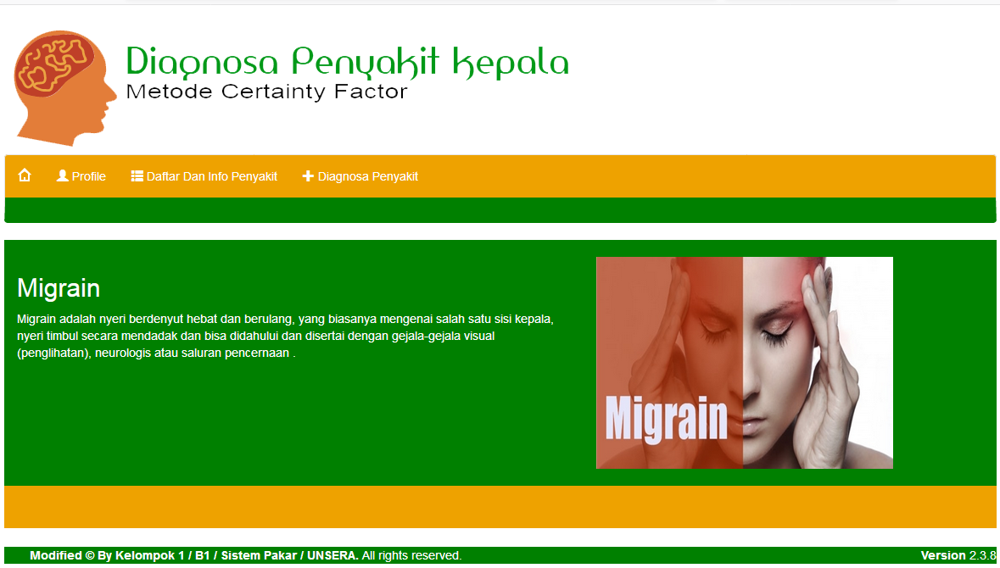 Diagnosa Penyakit kepala
Metode Certainty Factor
Profile
Daftar Dan Info Penyakit
Diagnosa Penyakit
Migrain
Migrain adalah nyeri berdenyut hebat dan berulang, yang biasanya mengenai salah satu sisi kepala,
nyeri timbul secara mendadak dan bisa didahului dan disertai dengan gejala-gejala visual
(penglihatan), neurologis atau saluran pencernaan .
Migrain
Modified © By Kelompok 1 / B1 / Sistem Pakar / UNSERA. All rights reserved.
Version 2.3.8